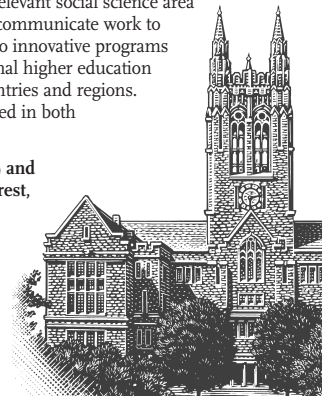 elevant social science area
communicate work to
o innovative programs
nal higher education
ntries and regions.
ed in both
and
rest,